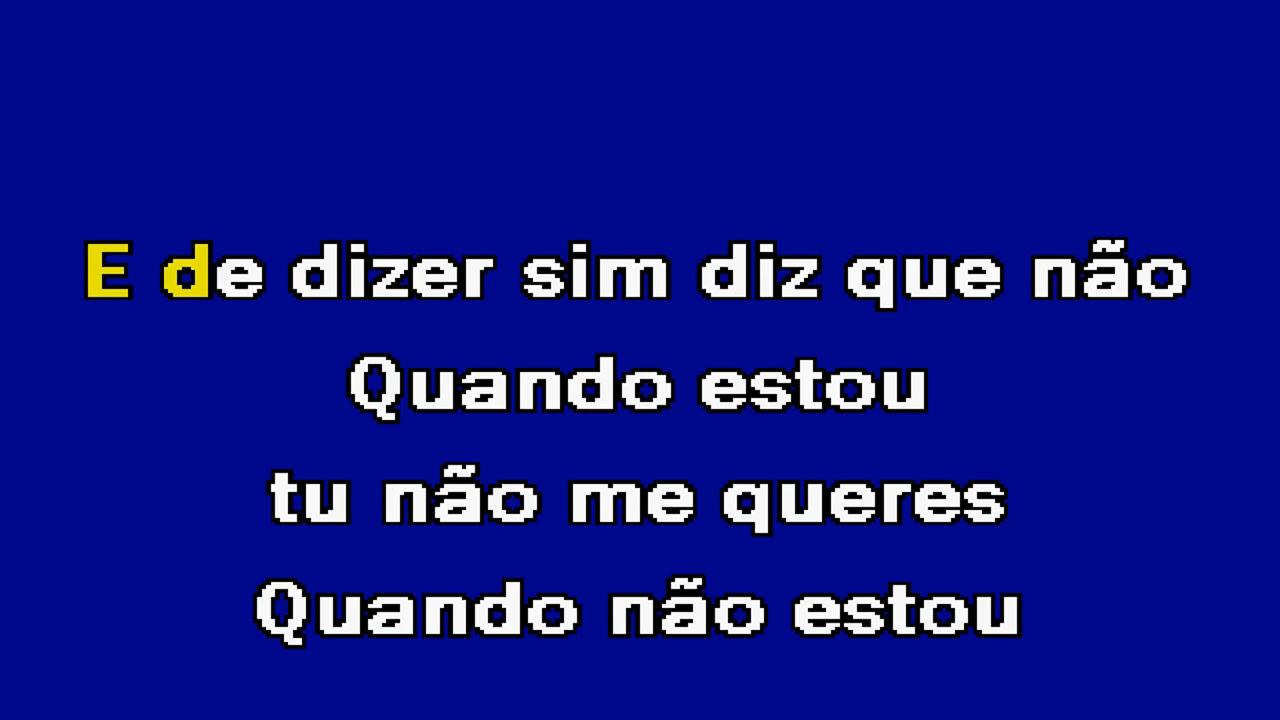 E de dizer sim diz que não
Quando estou
tu não me queres
Quando não estou